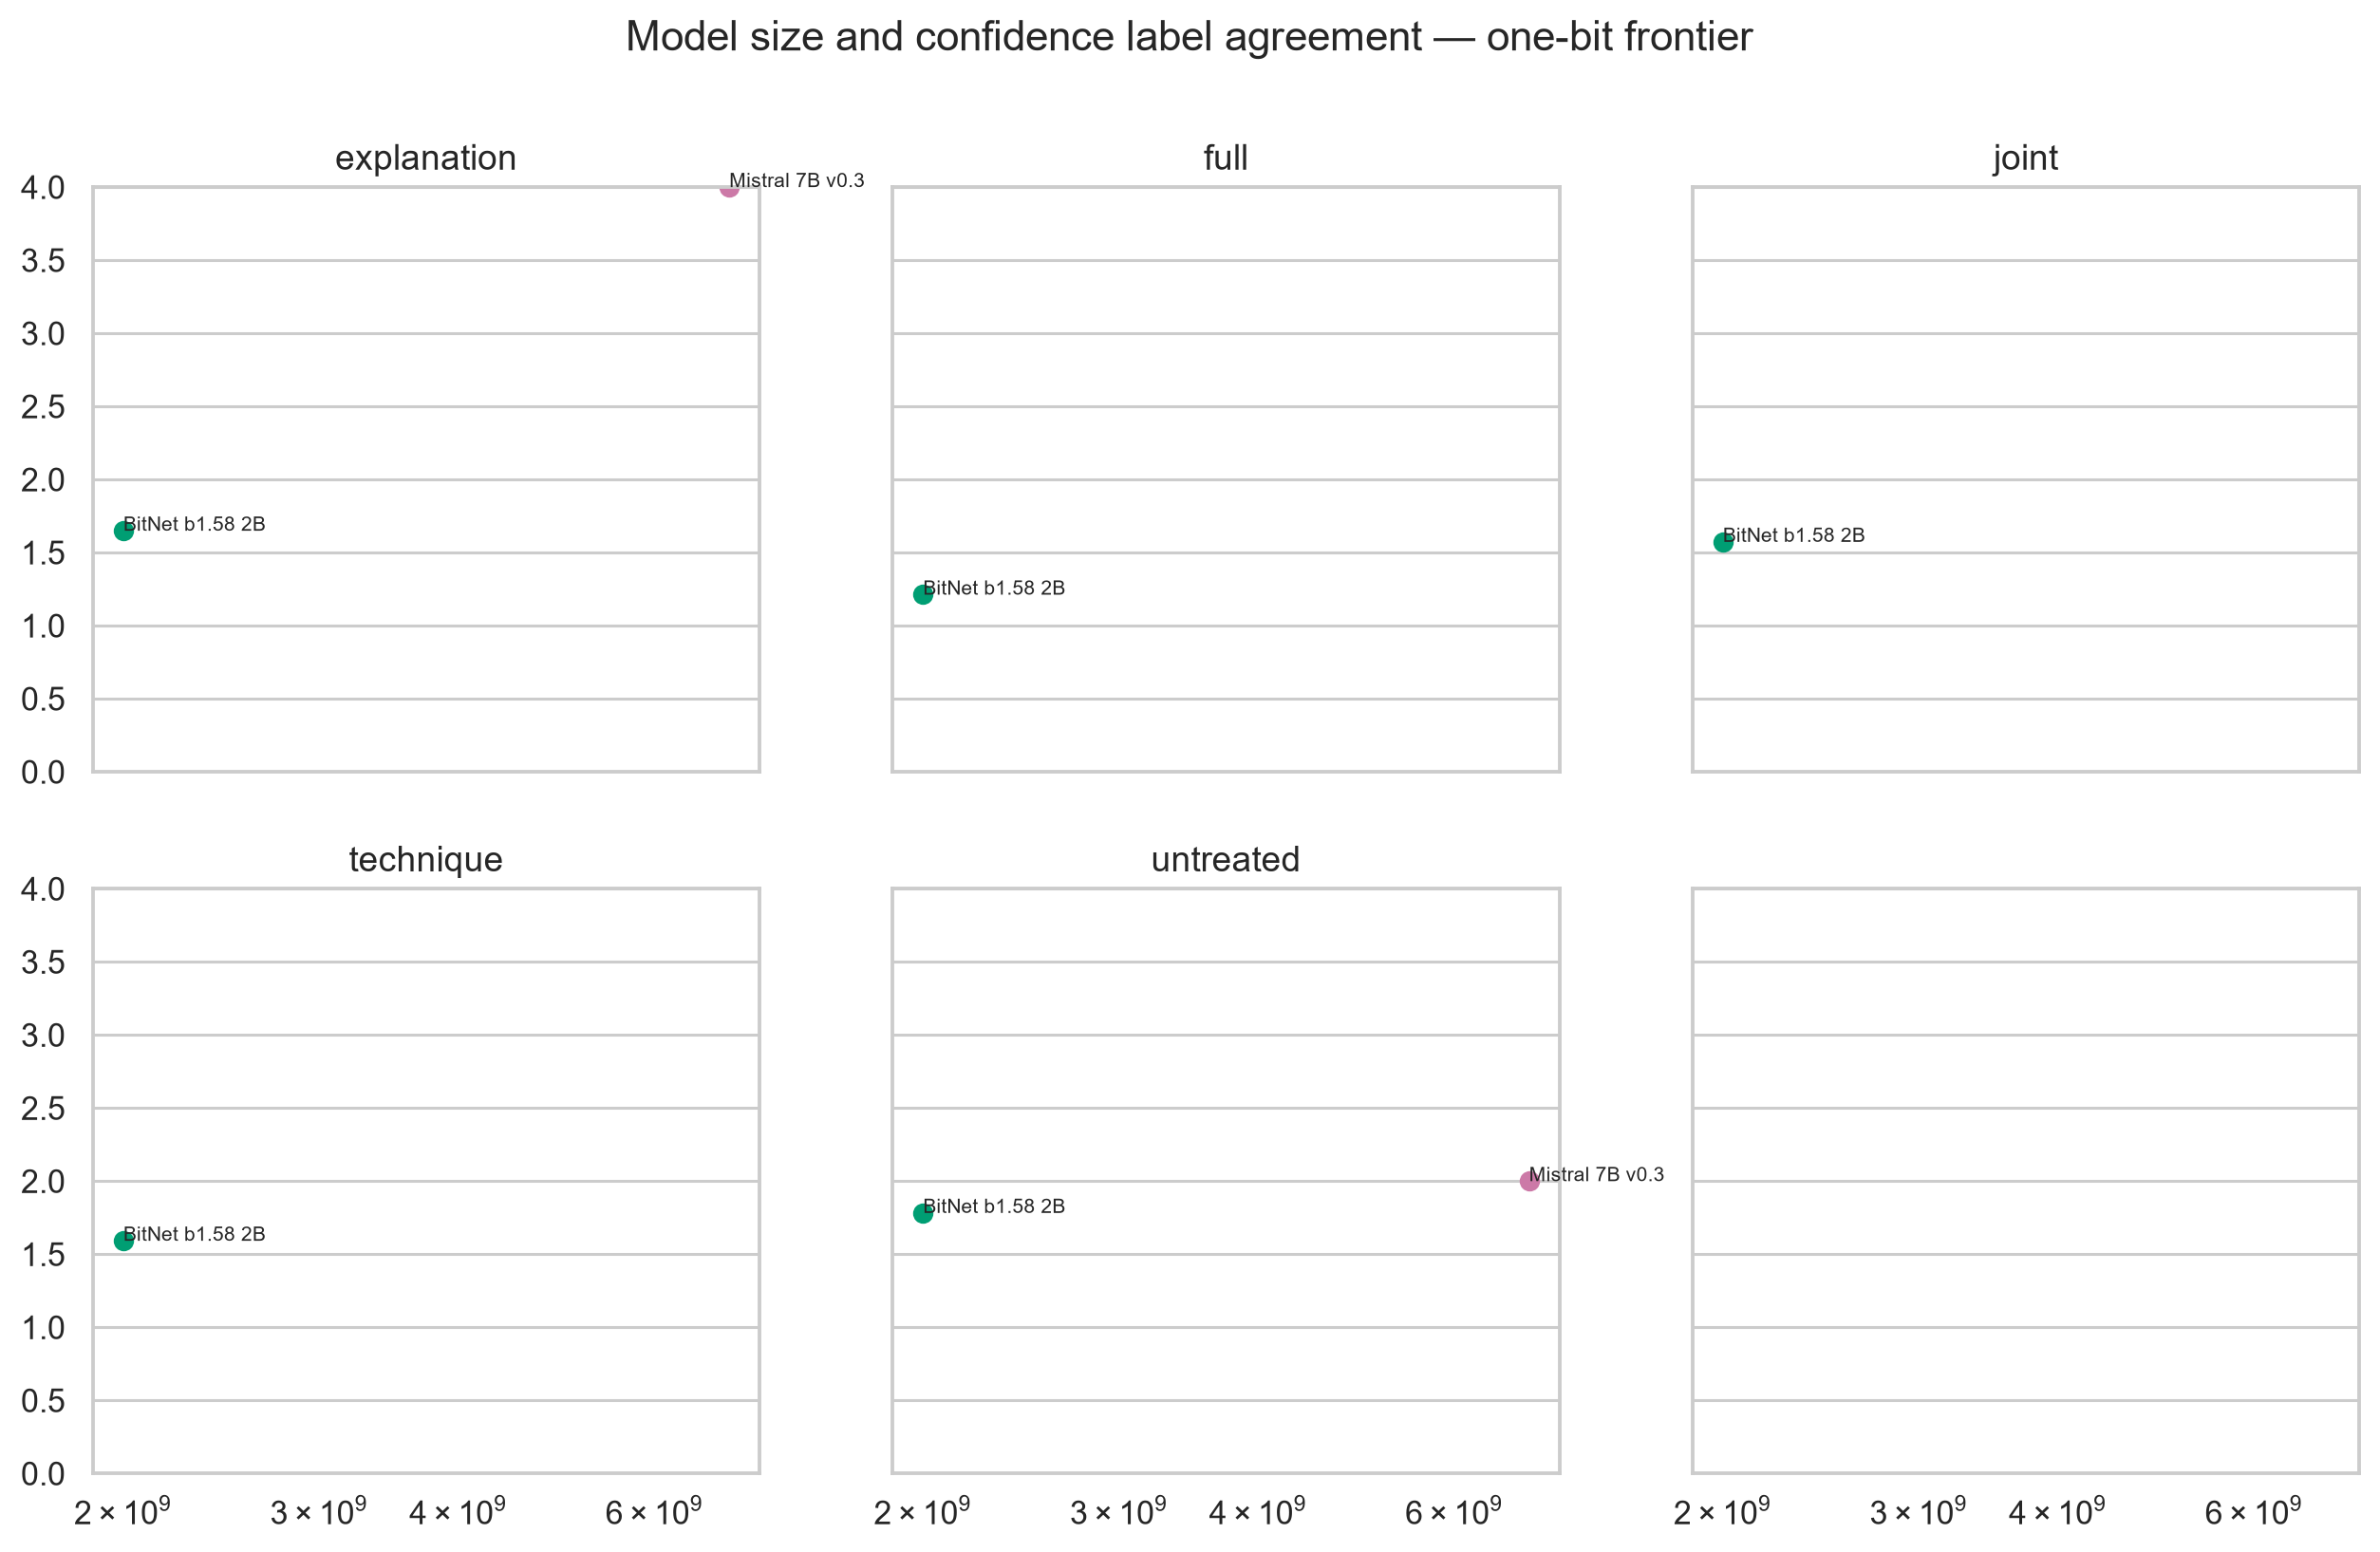 Model size and confidence label agreement — one-bit frontier
explanation
full
joint
4.0
3.5
3.0
2.5
2.0
1.5
1.0
0.5
0.0
Mistral 7B v0.3
BitNet b1.58 2B
BitNet b1.58 2B
BitNet b1.58 2B
technique
untreated
4.0
3.5
3.0
2.5
2.0
1.5
1.0
0.5
0.0
BitNet b1.58 2B
Mistral 7B v0.3
BitNet b1.58 2B
2 × 10⁹ 3 × 10⁹ 4 × 10⁹ 6 × 10⁹
2 × 10⁹ 3 × 10⁹ 4 × 10⁹ 6 × 10⁹
2 × 10⁹ 3 × 10⁹ 4 × 10⁹ 6 × 10⁹